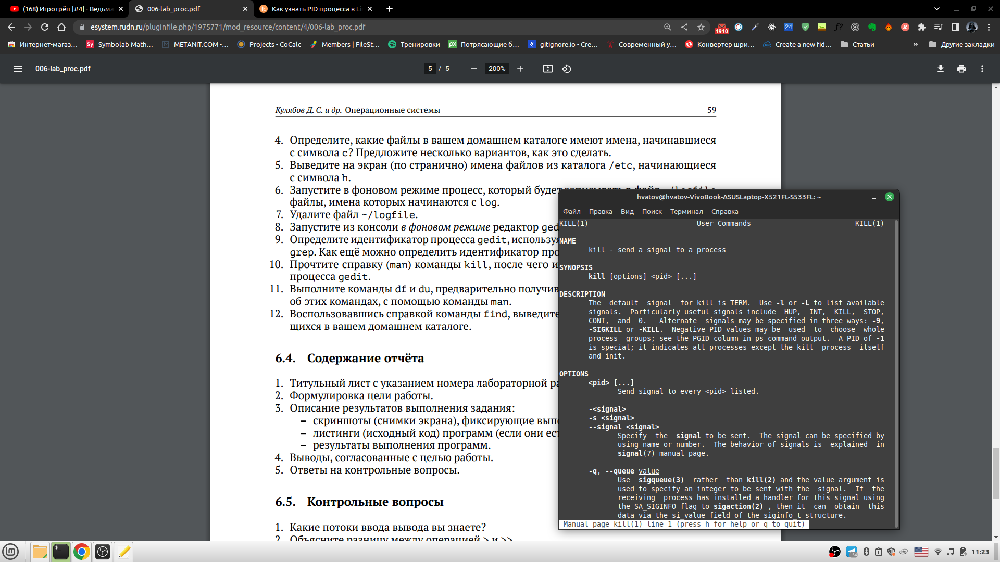 (168) Игротрёп [#4] - Ведьма
006-lab_proc.pdf
Как узнать PID процесса в Li
esystem.rudn.ru/pluginfile.php/1975771/mod_resource/content/4/006-lab_proc.pdf
1910
24
f?
Интернет-магаз...
Sy
Symbolab Math...
METANIT.COM -...
Projects - CoCalc
Members | FileSt...
Тренировки
px
Потрясающие б...
gitignore.io - Cre...
Современный у...
Конвертер шри...
Create a new fid...
Статьи
»
Другие закладки
006-lab_proc.pdf
5 / 5
200%
Кулябов Д. С. и др. Операционные системы 59
4. Определите, какие файлы в вашем домашнем каталоге имеют имена, начинавшиеся
с символа c? Предложите несколько вариантов, как это сделать.
5. Выведите на экран (по странично) имена файлов из каталога /etc, начинающиеся
с символа h.
6. Запустите в фоновом режиме процесс, который будет записывать в файл ~/logfile
файлы, имена которых начинаются с log.
7. Удалите файл ~/logfile.
8. Запустите из консоли в фоновом режиме редактор ged
9. Определите идентификатор процесса gedit, используя
grep. Как ещё можно определить идентификатор про
10. Прочтите справку (man) команды kill, после чего и
процесса gedit.
11. Выполните команды df и du, предварительно получив
об этих командах, с помощью команды man.
12. Воспользовавшись справкой команды find, выведите
щихся в вашем домашнем каталоге.
6.4. Содержание отчёта
1. Титульный лист с указанием номера лабораторной ра
2. Формулировка цели работы.
3. Описание результатов выполнения задания:
– скриншоты (снимки экрана), фиксирующие вып
– листинги (исходный код) программ (если они ест
– результаты выполнения программ.
4. Выводы, согласованные с целью работы.
5. Ответы на контрольные вопросы.
6.5. Контрольные вопросы
1. Какие потоки ввода вывода вы знаете?
2. Объясните разницу между операцией > и >>.
hvatov@hvatov-VivoBook-ASUSLaptop-X521FL-S533FL: ~
Файл Правка Вид Поиск Терминал Справка
KILL(1) User Commands KILL(1)
NAME
kill - send a signal to a process
SYNOPSIS
kill [options] <pid> [...]
DESCRIPTION
The default signal for kill is TERM. Use -l or -L to list available
signals. Particularly useful signals include HUP, INT, KILL, STOP,
CONT, and 0. Alternate signals may be specified in three ways: -9,
-SIGKILL or -KILL. Negative PID values may be used to choose whole
process groups; see the PGID column in ps command output. A PID of -1
is special; it indicates all processes except the kill process itself
and init.
OPTIONS
<pid> [...]
Send signal to every <pid> listed.
-<signal>
-s <signal>
--signal <signal>
Specify the signal to be sent. The signal can be specified by
using name or number. The behavior of signals is explained in
signal(7) manual page.
-q, --queue value
Use sigqueue(3) rather than kill(2) and the value argument is
used to specify an integer to be sent with the signal. If the
receiving process has installed a handler for this signal using
the SA_SIGINFO flag to sigaction(2) , then it can obtain this
data via the si_value field of the siginfo_t structure.
Manual page kill(1) line 1 (press h for help or q to quit)
11:23